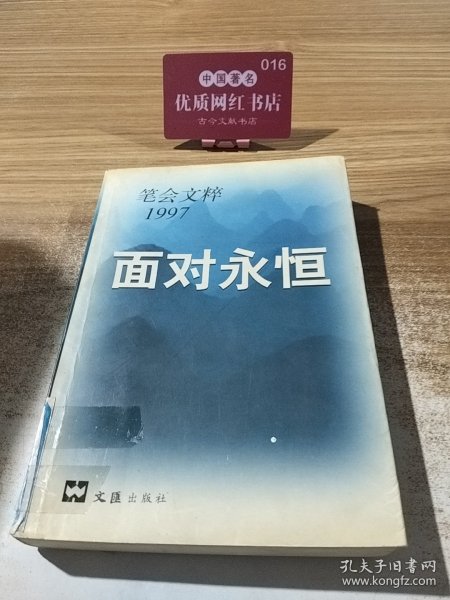 016
中国著名
优质网红书店
古今文献书店
笔会文粹
1997
面对永恒
文匯出版社
孔夫子旧书网
www.kongfz.com